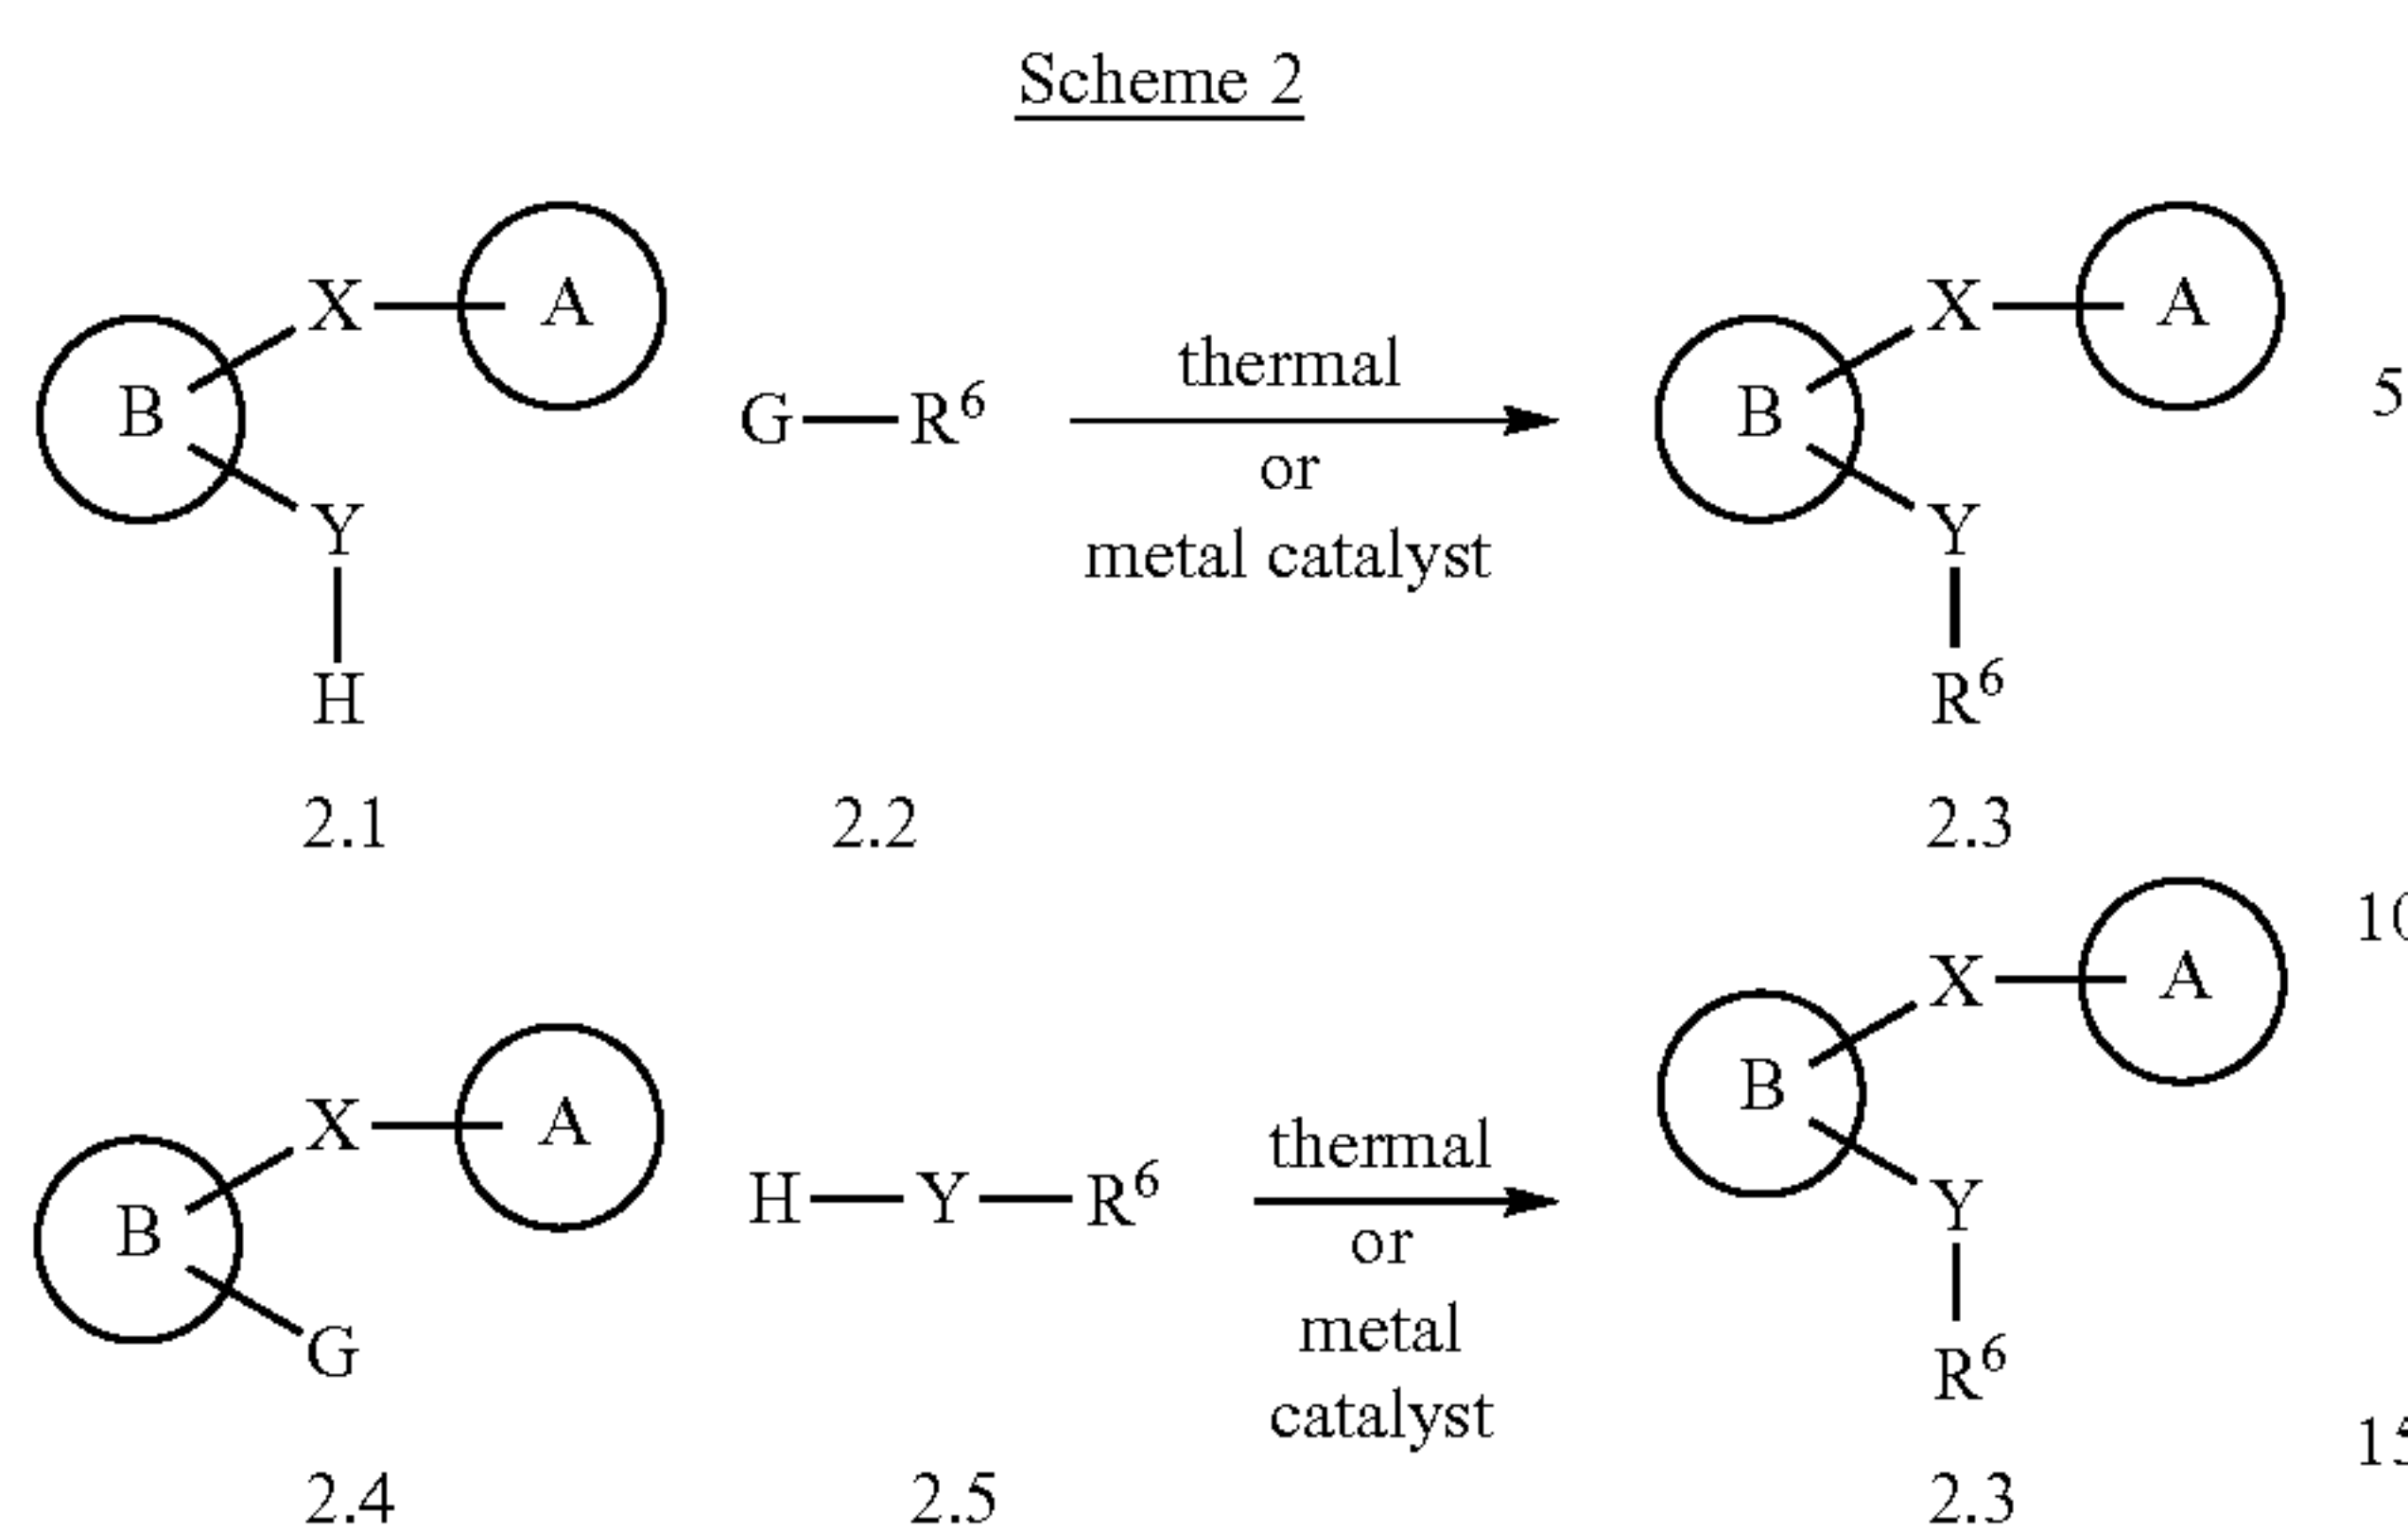 Scheme 2
X A
B
G—R⁶
thermal
or
metal catalyst
X A
B
5
Y
H
Y
R⁶
2.1 2.2 2.3
X A
B
10
Y
R⁶
X A
B
G
H—Y—R⁶
thermal
or
metal
catalyst
15
2.4 2.5 2.3